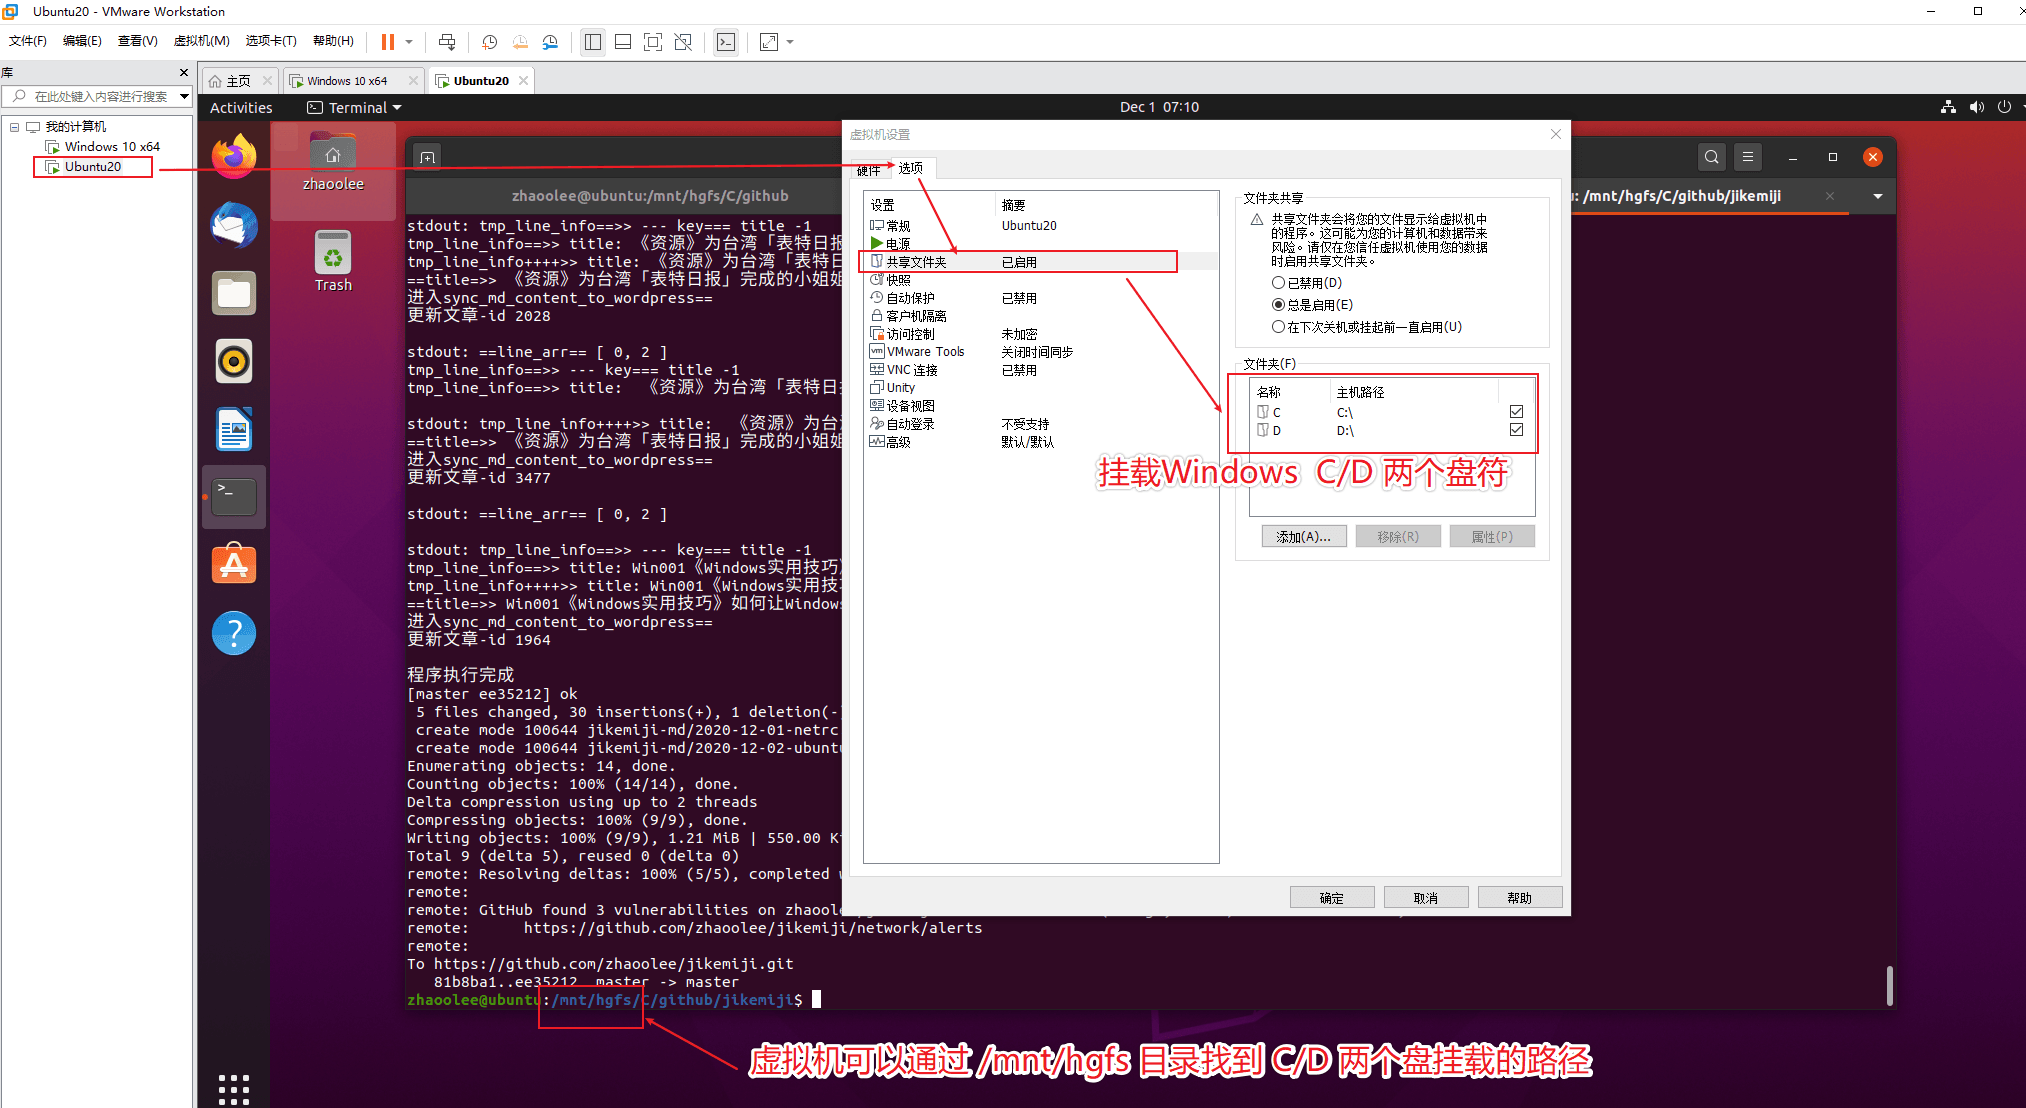 Ubuntu20 - VMware Workstation
文件(F) 编辑(E) 查看(V) 虚拟机(M) 选项卡(T) 帮助(H)
库
在此处键入内容进行搜索
我的计算机
Windows 10 x64
Ubuntu20
主页 Windows 10 x64 Ubuntu20
Activities Terminal Dec 1 07:10
zhaoolee
Trash
zhaoolee@ubuntu:/mnt/hgfs/C/github
u: /mnt/hgfs/C/github/jikemiji
stdout: tmp_line_info==>> --- key=== title -1
tmp_line_info==>> title: 《资源》为台湾「表特日报
tmp_line_info++++>> title: 《资源》为台湾「表特日
==title=>> 《资源》为台湾「表特日报」完成的小姐姐
进入sync_md_content_to_wordpress==
更新文章-id 2028
stdout: ==line_arr== [ 0, 2 ]
tmp_line_info==>> --- key=== title -1
tmp_line_info==>> title: 《资源》为台湾「表特日
stdout: tmp_line_info++++>> title: 《资源》为台
==title=>> 《资源》为台湾「表特日报」完成的小姐姐
进入sync_md_content_to_wordpress==
更新文章-id 3477
stdout: ==line_arr== [ 0, 2 ]
stdout: tmp_line_info==>> --- key=== title -1
tmp_line_info==>> title: Win001《Windows实用技巧
tmp_line_info++++>> title: Win001《Windows实用技
==title=>> Win001《Windows实用技巧》如何让Windows
进入sync_md_content_to_wordpress==
更新文章-id 1964
程序执行完成
[master ee35212] ok
5 files changed, 30 insertions(+), 1 deletion(-
create mode 100644 jikemiji-md/2020-12-01-netrc
create mode 100644 jikemiji-md/2020-12-02-ubunt
Enumerating objects: 14, done.
Counting objects: 100% (14/14), done.
Delta compression using up to 2 threads
Compressing objects: 100% (9/9), done.
Writing objects: 100% (9/9), 1.21 MiB | 550.00 K
Total 9 (delta 5), reused 0 (delta 0)
remote: Resolving deltas: 100% (5/5), completed
remote:
remote: GitHub found 3 vulnerabilities on zhaoole
remote: https://github.com/zhaoolee/jikemiji/network/alerts
remote:
To https://github.com/zhaoolee/jikemiji.git
81b8ba1..ee35212 master -> master
zhaoolee@ubuntu:/mnt/hgfs/C/github/jikemiji$
虚拟机设置
硬件 选项
设置 摘要
常规 Ubuntu20
电源
共享文件夹 已启用
快照
自动保护 已禁用
客户机隔离
访问控制 未加密
VMware Tools 关闭时间同步
VNC 连接 已禁用
Unity
设备视图
自动登录 不受支持
高级 默认/默认
文件夹共享
共享文件夹会将您的文件显示给虚拟机中
的程序。这可能为您的计算机和数据带来
风险。请仅在您信任虚拟机使用您的数据
时启用共享文件夹。
已禁用(D)
总是启用(E)
在下次关机或挂起前一直启用(U)
文件夹(F)
名称 主机路径
C C:\
D D:\
挂载Windows C/D 两个盘符
添加(A)... 移除(R) 属性(P)
确定 取消 帮助
虚拟机可以通过 /mnt/hgfs 目录找到 C/D 两个盘挂载的路径